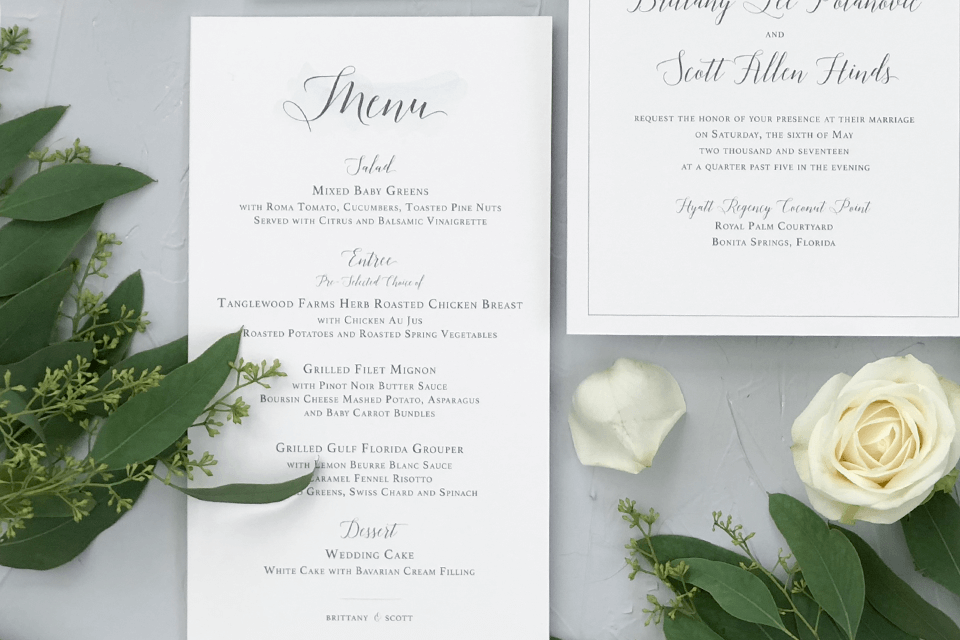 Menu
Salad
Mixed Baby Greens
with Roma Tomato, Cucumbers, Toasted Pine Nuts
Served with Citrus and Balsamic Vinaigrette
Entree
Pre-Selected Choice of
Tanglewood Farms Herb Roasted Chicken Breast
with Chicken Au Jus
Roasted Potatoes and Roasted Spring Vegetables
Grilled Filet Mignon
with Pinot Noir Butter Sauce
Boursin Cheese Mashed Potato, Asparagus
and Baby Carrot Bundles
Grilled Gulf Florida Grouper
with Lemon Beurre Blanc Sauce
Caramel Fennel Risotto
Greens, Swiss Chard and Spinach
Dessert
Wedding Cake
White Cake with Bavarian Cream Filling
Brittany & Scott
Brittany Lee
and
Scott Allen Hinds
request the honor of your presence at their marriage
on Saturday, the sixth of May
two thousand and seventeen
at a quarter past five in the evening
Hyatt Regency Coconut Point
Royal Palm Courtyard
Bonita Springs, Florida